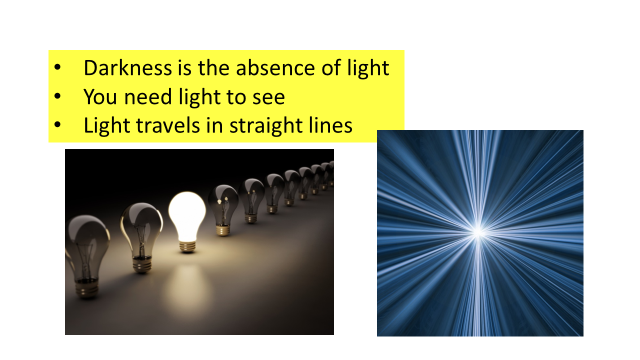 • Darkness is the absence of light
• You need light to see
• Light travels in straight lines